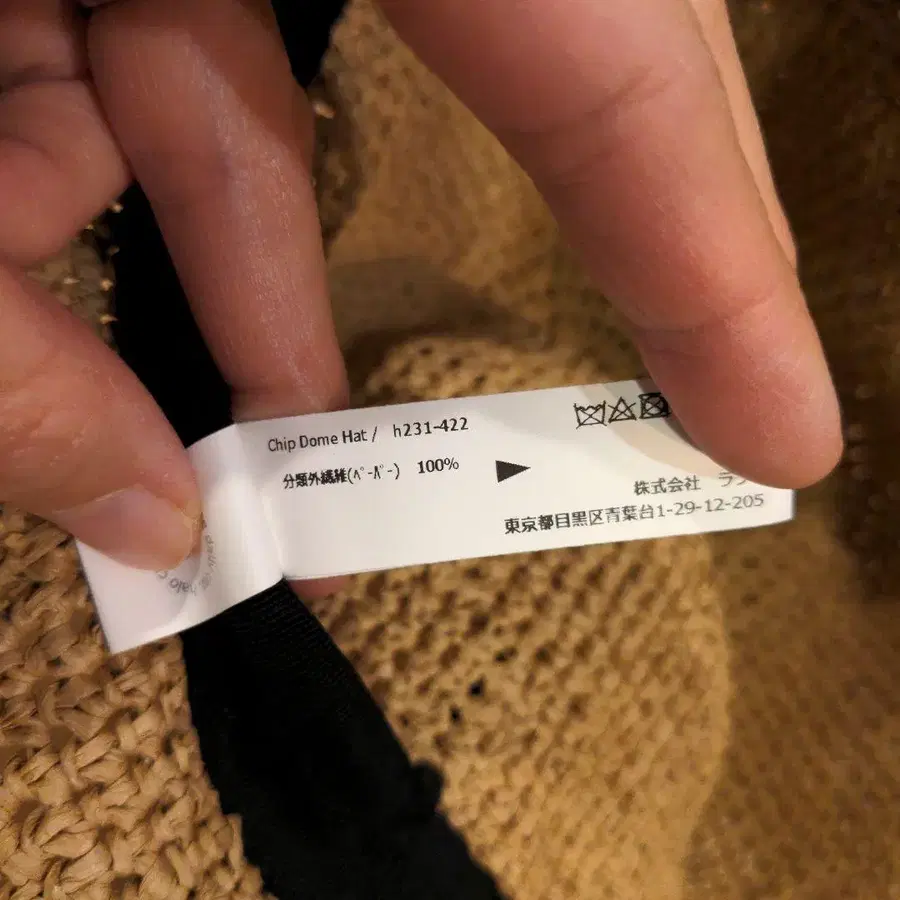 Chip Dome Hat / h231-422
分類外繊維(ﾍﾟｰﾊﾟｰ) 100%
株式会社
東京都目黒区青葉台1-29-12-205
halo